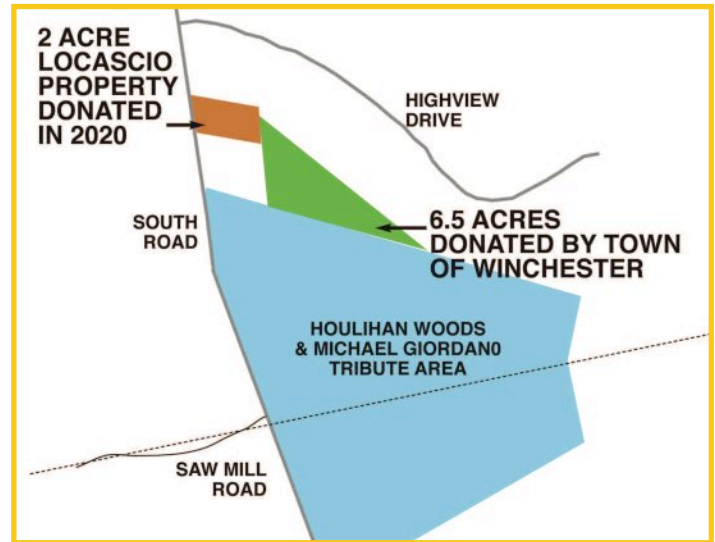 2 ACRE
LOCASCIO
PROPERTY
DONATED
IN 2020
HIGHVIEW
DRIVE
SOUTH
ROAD
6.5 ACRES
DONATED BY TOWN
OF WINCHESTER
HOULIHAN WOODS
& MICHAEL GIORDAN0
TRIBUTE AREA
SAW MILL
ROAD